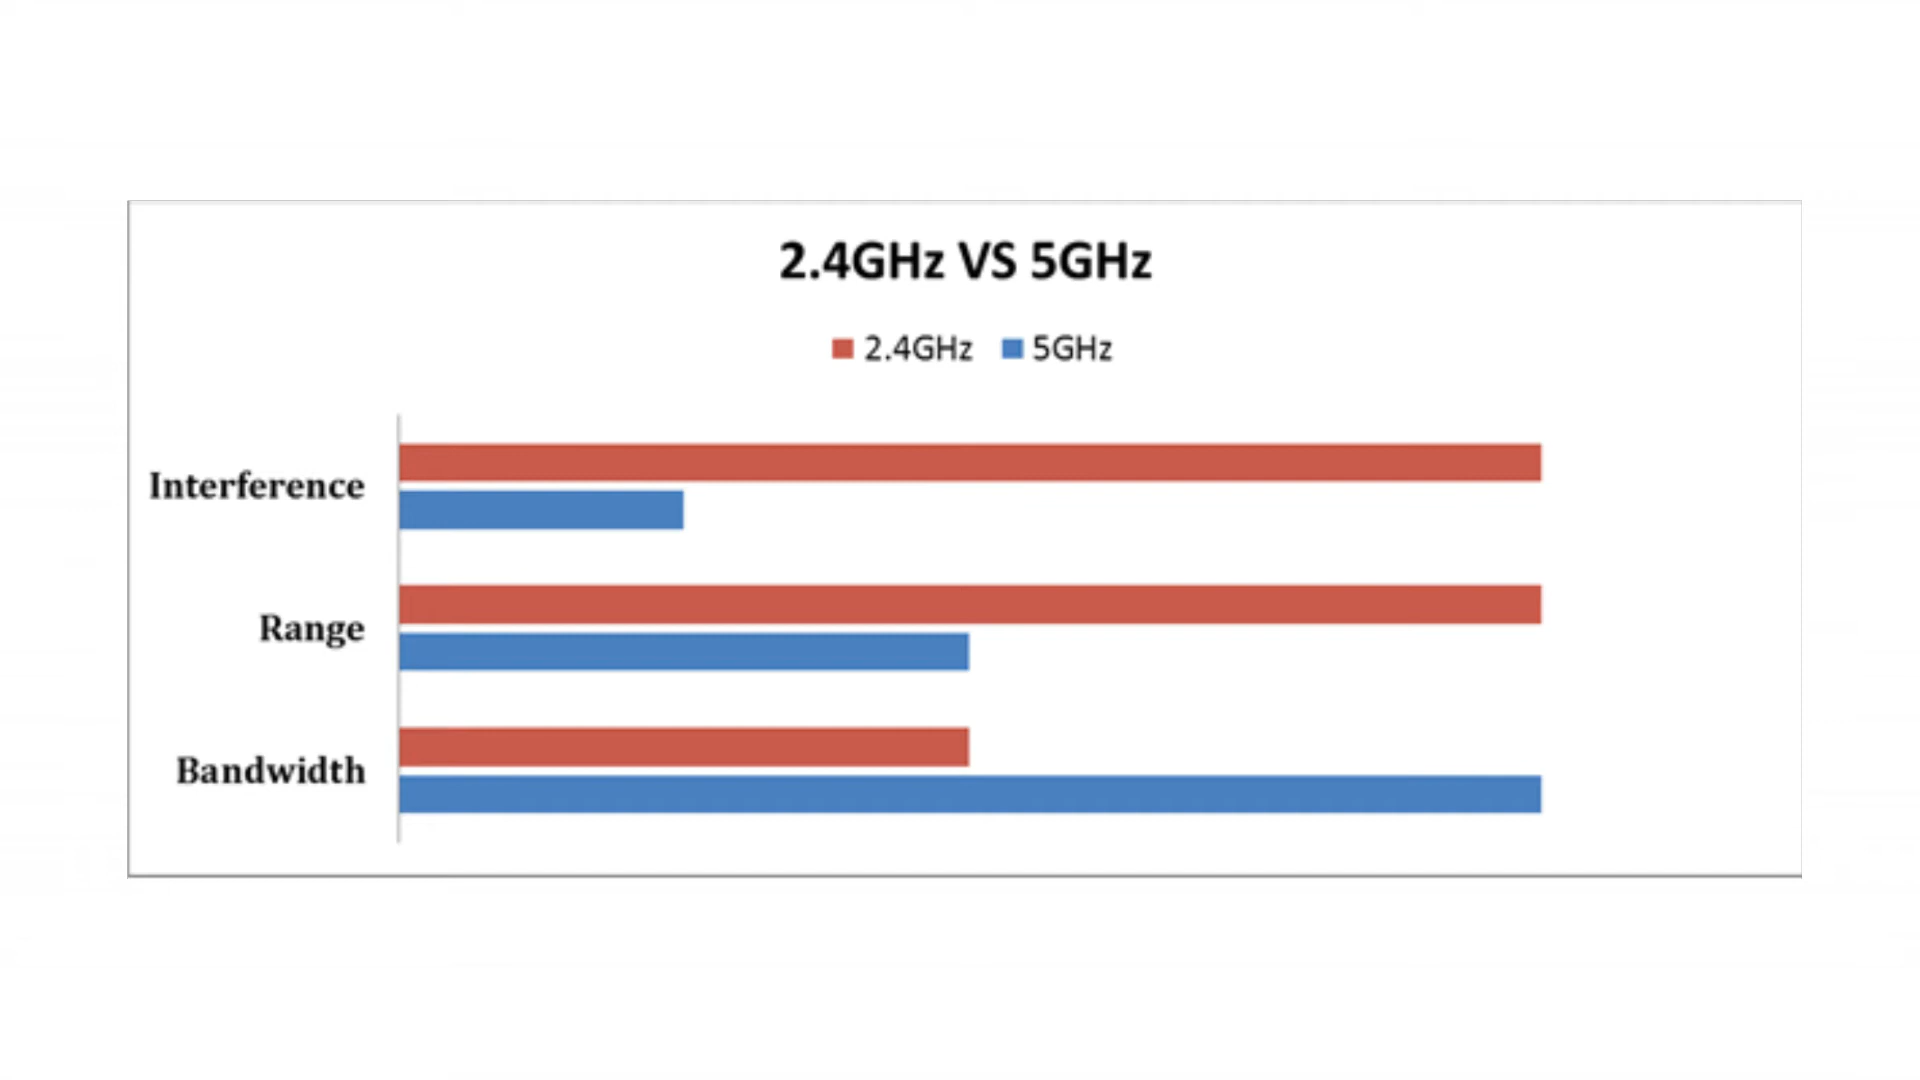 2.4GHz VS 5GHz
2.4GHz 5GHz
Interference
Range
Bandwidth